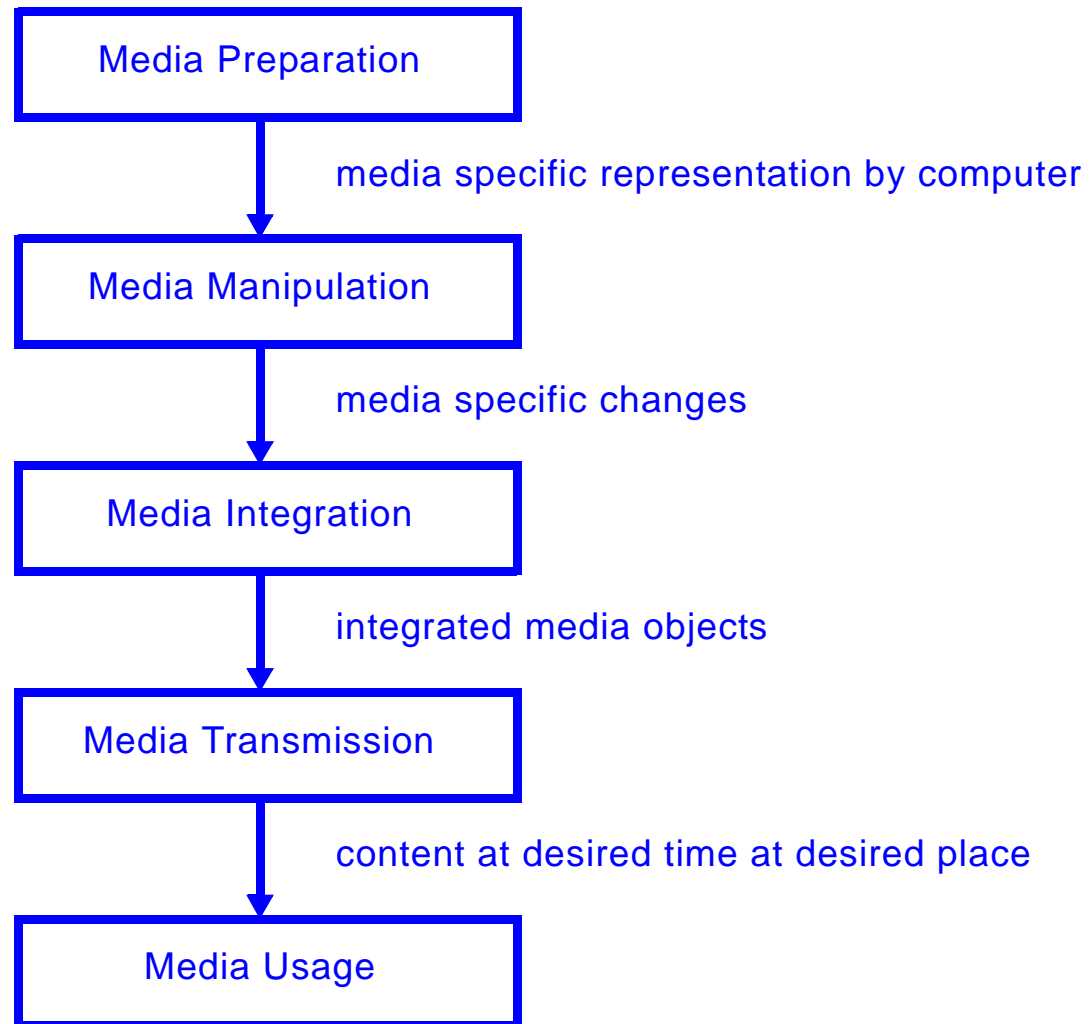 Media Preparation
media specific representation by computer
Media Manipulation
media specific changes
Media Integration
integrated media objects
Media Transmission
content at desired time at desired place
Media Usage